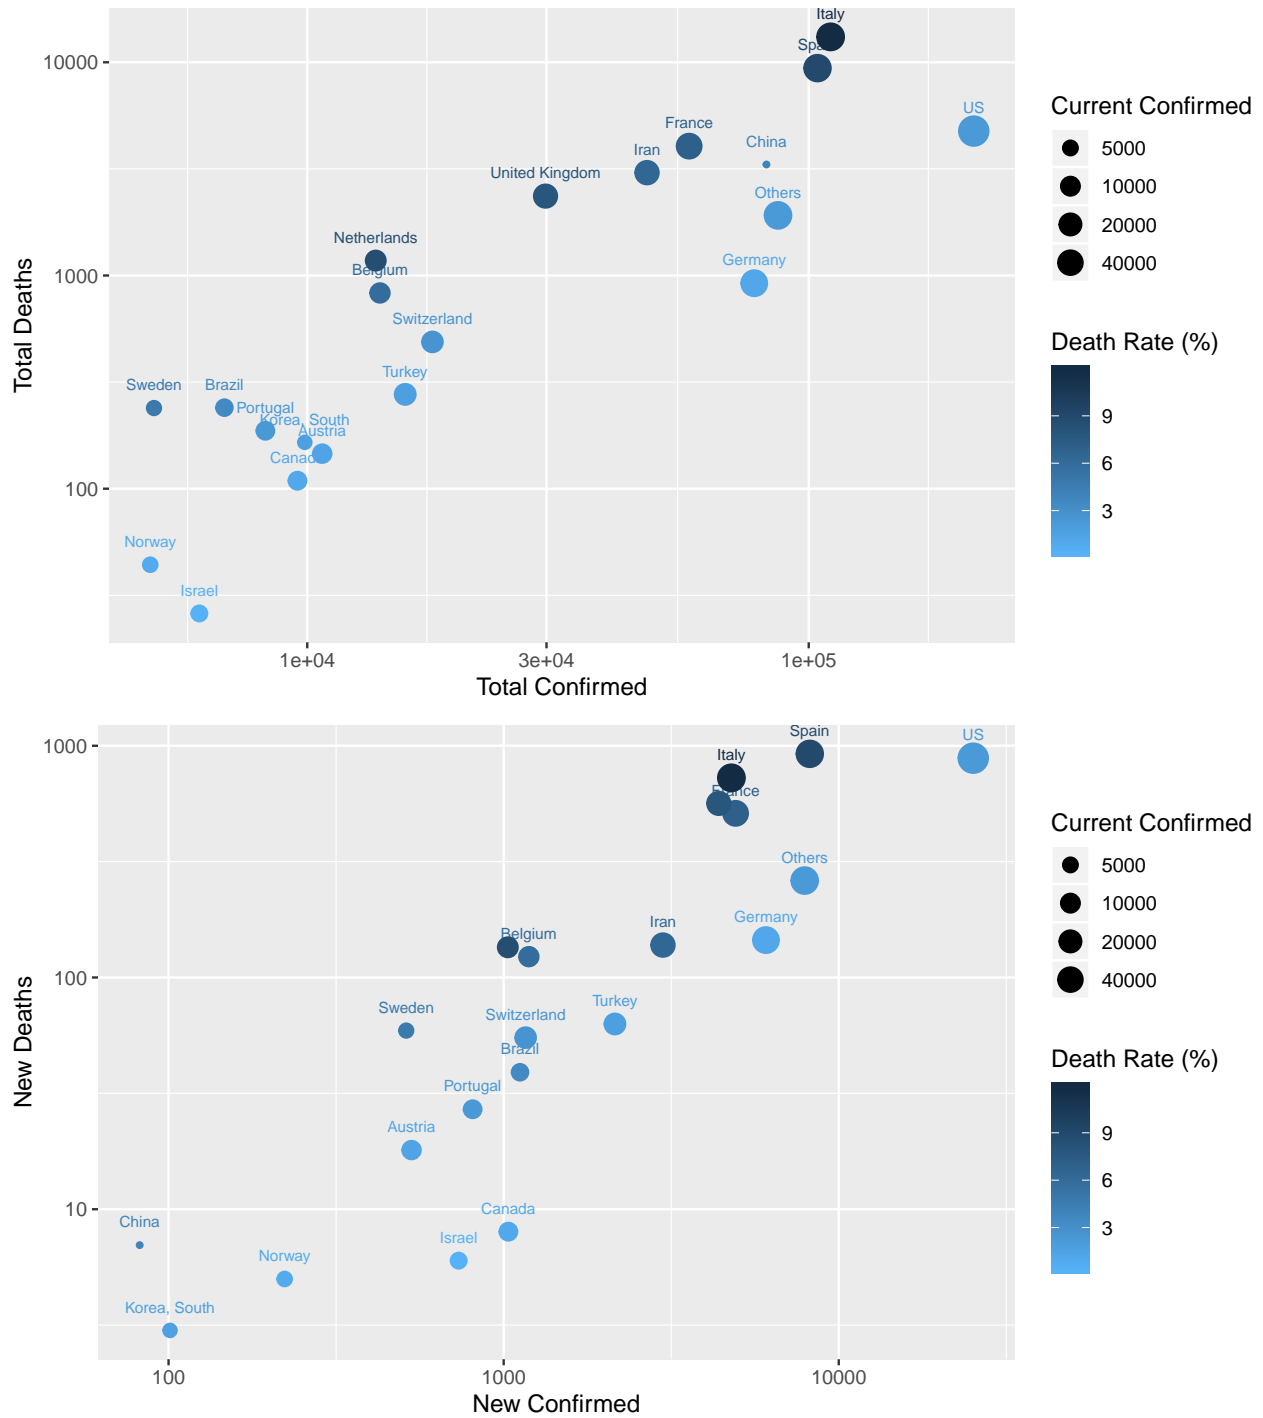 Italy
Spa
10000
US
France
China
Iran
United Kingdom
Others
Netherlands
Belgium
1000
Germany
Switzerland
Turkey
Sweden
Brazil
Portugal
Korea, South
Austria
Canad
100
Norway
Israel
1e+04
3e+04
1e+05
Total Confirmed
Total Deaths
Current Confirmed
5000
10000
20000
40000
Death Rate (%)
9
6
3
Spain
US
1000
Italy
France
Others
Germany
Iran
Belgium
100
Sweden
Turkey
Switzerland
Brazil
Portugal
Austria
10
Canada
China
Israel
Norway
Korea, South
100
1000
10000
New Confirmed
New Deaths
Current Confirmed
5000
10000
20000
40000
Death Rate (%)
9
6
3